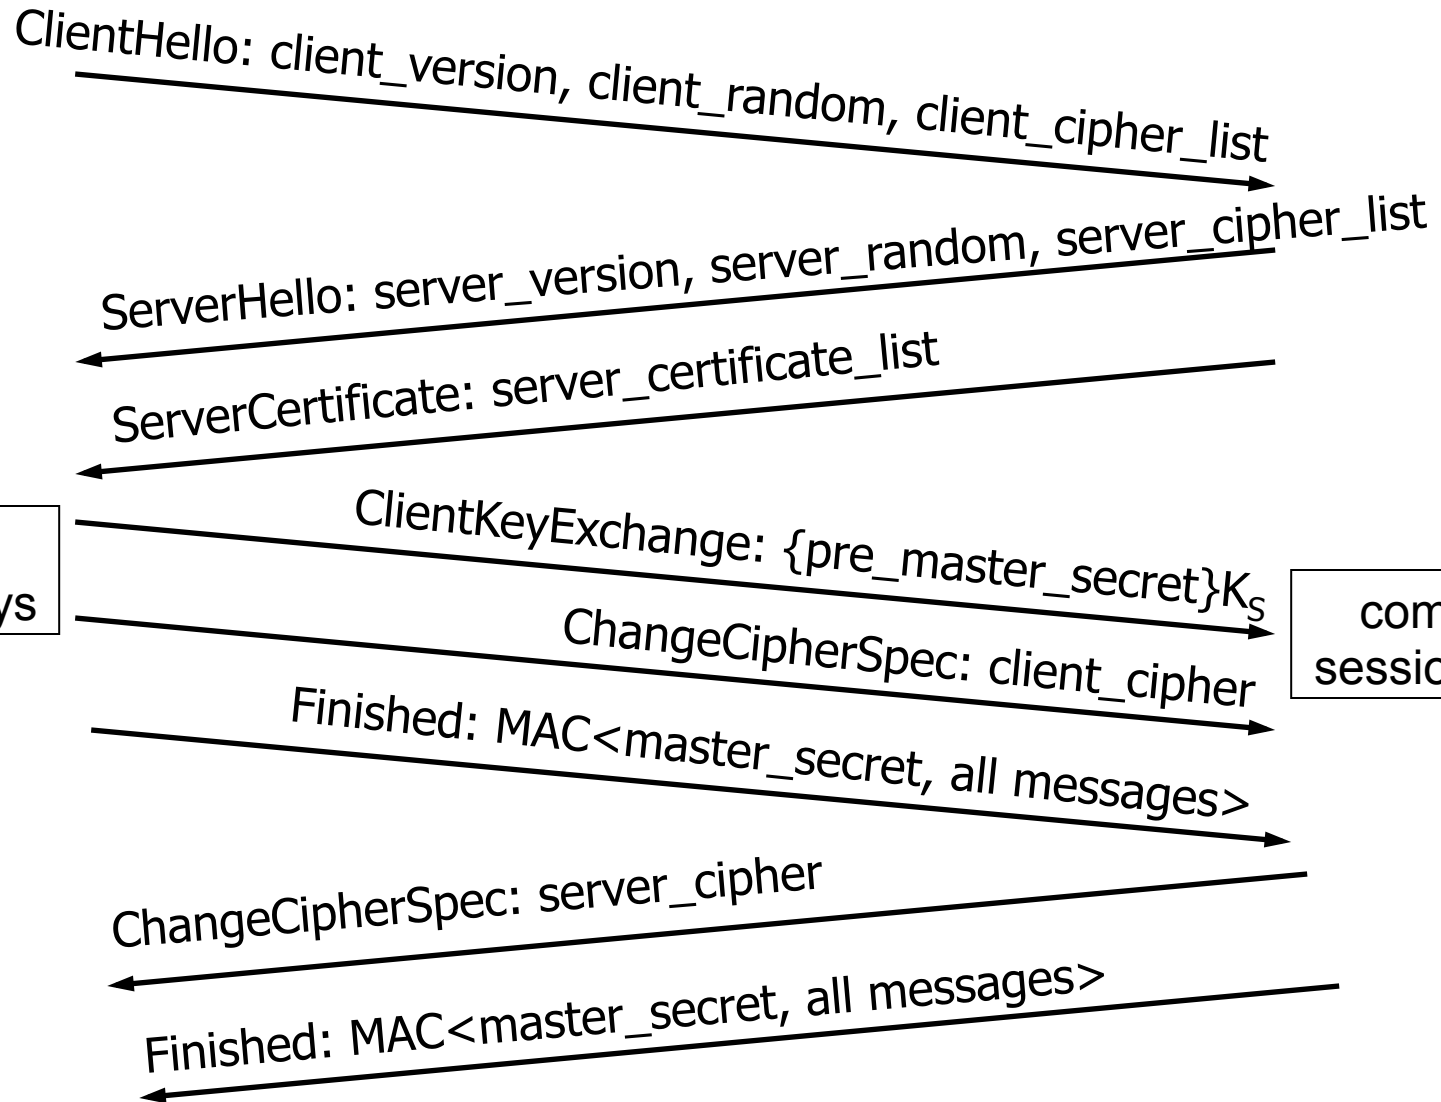 ClientHello: client_version, client_random, client_cipher_list
ServerHello: server_version, server_random, server_cipher_list
ServerCertificate: server_certificate_list
ClientKeyExchange: {pre_master_secret}KS
ChangeCipherSpec: client_cipher
Finished: MAC<master_secret, all messages>
ChangeCipherSpec: server_cipher
Finished: MAC<master_secret, all messages>